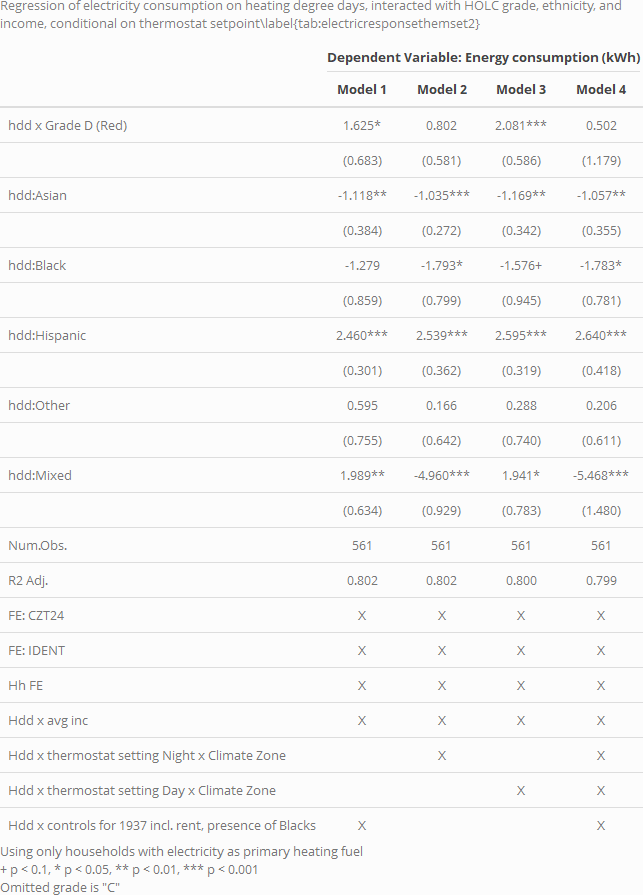 Regression of electricity consumption on heating degree days, interacted with HOLC grade, ethnicity, and
income, conditional on thermostat setpoint\label{tab:electricresponsethemset2}
Dependent Variable: Energy consumption (kWh)
Model 1 Model 2 Model 3 Model 4
hdd x Grade D (Red) 1.625* 0.802 2.081*** 0.502
(0.683) (0.581) (0.586) (1.179)
hdd:Asian -1.118** -1.035*** -1.169** -1.057**
(0.384) (0.272) (0.342) (0.355)
hdd:Black -1.279 -1.793* -1.576+ -1.783*
(0.859) (0.799) (0.945) (0.781)
hdd:Hispanic 2.460*** 2.539*** 2.595*** 2.640***
(0.301) (0.362) (0.319) (0.418)
hdd:Other 0.595 0.166 0.288 0.206
(0.755) (0.642) (0.740) (0.611)
hdd:Mixed 1.989** -4.960*** 1.941* -5.468***
(0.634) (0.929) (0.783) (1.480)
Num.Obs. 561 561 561 561
R2 Adj. 0.802 0.802 0.800 0.799
FE: CZT24 X X X X
FE: IDENT X X X X
Hh FE X X X X
Hdd x avg inc X X X X
Hdd x thermostat setting Night x Climate Zone X X
Hdd x thermostat setting Day x Climate Zone X X
Hdd x controls for 1937 incl. rent, presence of Blacks X X
Using only households with electricity as primary heating fuel
+ p < 0.1, * p < 0.05, ** p < 0.01, *** p < 0.001
Omitted grade is "C"